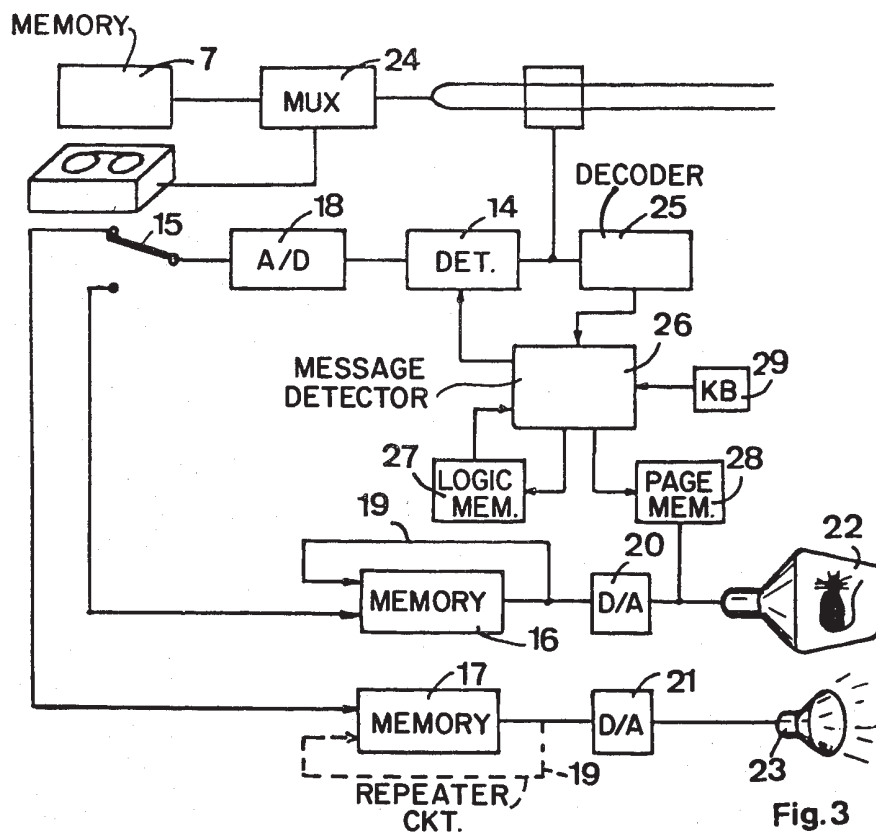 MEMORY
7
24
MUX
DECODER
15
18
14
25
A/D
DET.
26
MESSAGE
DETECTOR
29
KB
27
LOGIC
MEM.
28
PAGE
MEM.
19
20
22
MEMORY
D/A
16
17
21
MEMORY
D/A
23
19
REPEATER
CKT.
Fig.3